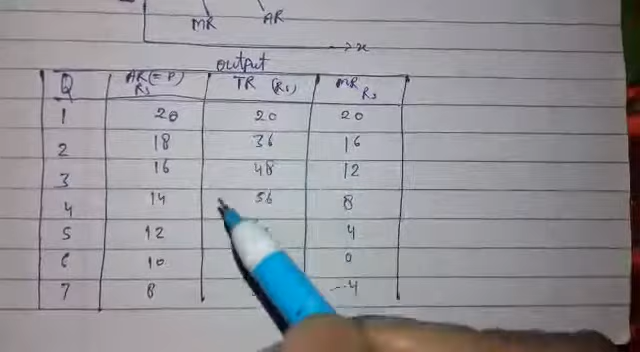 MR AR
→ x
output
Q AR(=P) Rs TR (Rs) MR Rs
1 20 20 20
2 18 36 16
3 16 48 12
4 14 56 8
5 12 4
6 10 0
7 8 -4